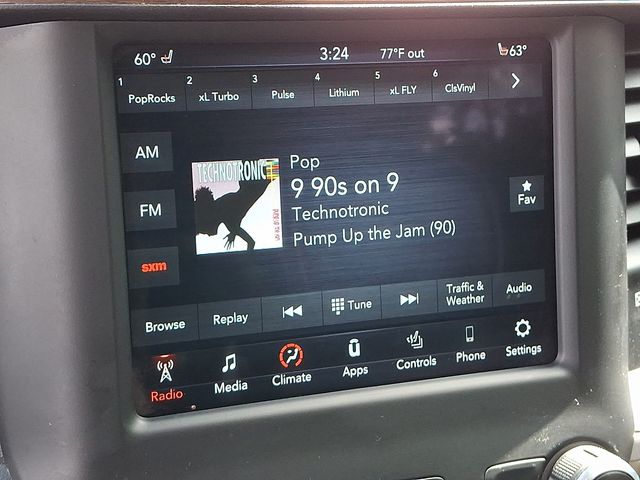 60° 3:24 77°F out 63°
1 PopRocks 2 xL Turbo 3 Pulse 4 Lithium 5 xL FLY 6 ClsVinyl
AM
FM
sxm
TECHNOTRONIC
Pop
9 90s on 9
Technotronic
Pump Up the Jam (90)
Fav
Browse Replay Tune Traffic & Weather Audio
Radio Media Climate Apps Controls Phone Settings